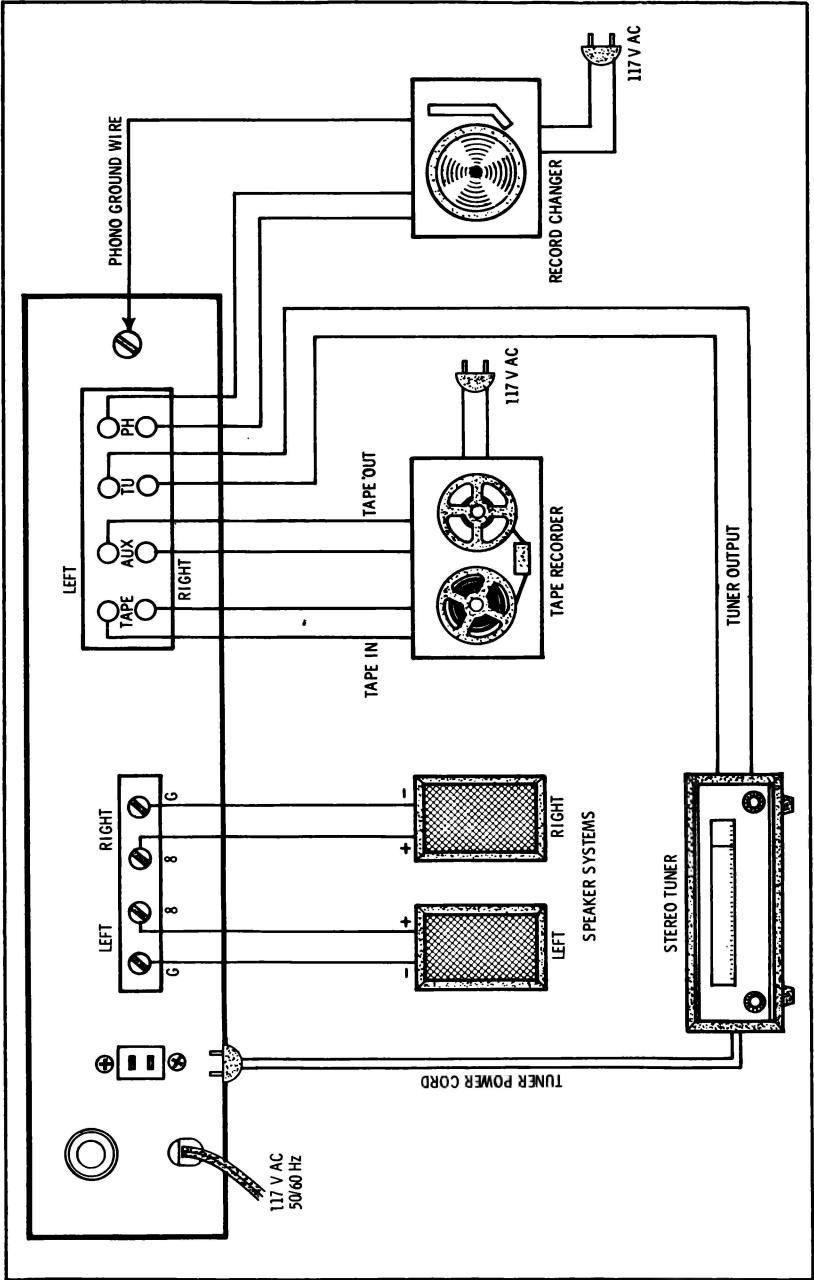 LEFT
TAPE
AUX
TU
PH
RIGHT
PHONO GROUND WIRE
LEFT
RIGHT
G
8
8
G
117 V AC
50/60 Hz
TUNER POWER CORD
TAPE IN
TAPE OUT
-
+
+
-
LEFT
RIGHT
SPEAKER SYSTEMS
TAPE RECORDER
117 V AC
RECORD CHANGER
117 V AC
STEREO TUNER
TUNER OUTPUT